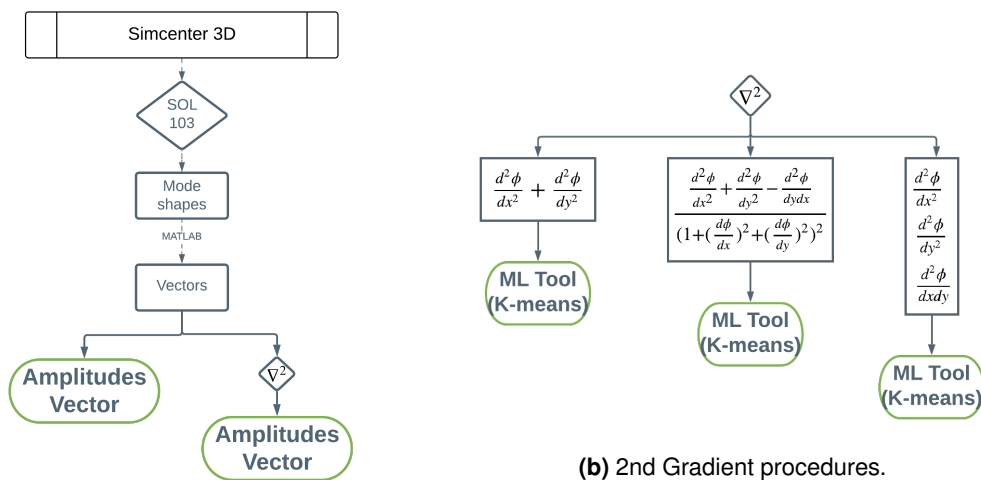 Simcenter 3D
SOL
103
Mode
shapes
MATLAB
Vectors
Amplitudes
Vector
∇²
Amplitudes
Vector
∇²
d²ϕ/dx² + d²ϕ/dy²
ML Tool
(K-means)
(d²ϕ/dx² + d²ϕ/dy² − d²ϕ/dydx) / (1+(dϕ/dx)²+(dϕ/dy)²)²
ML Tool
(K-means)
d²ϕ/dx²
d²ϕ/dy²
d²ϕ/dxdy
ML Tool
(K-means)
(b) 2nd Gradient procedures.